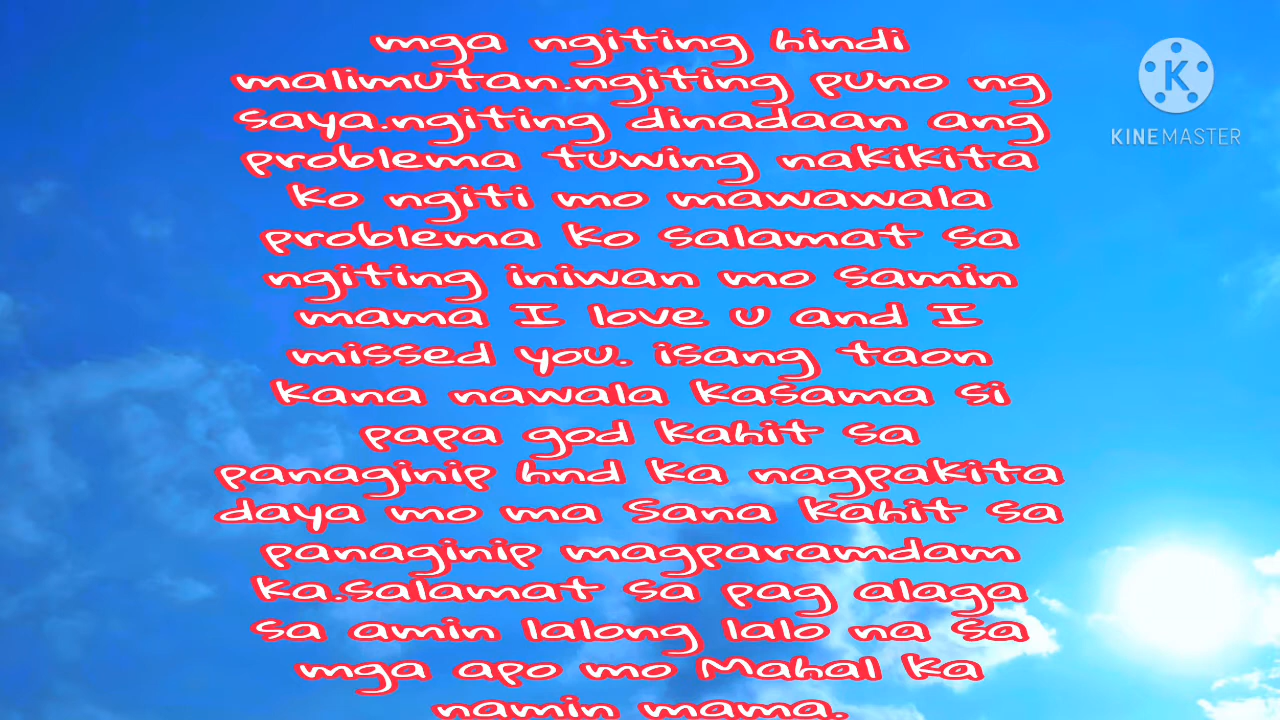 mga ngiting hindi
malimutan.ngiting puno ng
saya.ngiting dinadaan ang
problema tuwing nakikita
ko ngiti mo mawawala
problema ko salamat sa
ngiting iniwan mo samin
mama I love u and I
missed you. isang taon
kana nawala kasama si
papa god kahit sa
panaginip hnd ka nagpakita
daya mo ma Sana kahit sa
panaginip magparamdam
ka.salamat sa pag alaga
sa amin lalong lalo na sa
mga apo mo Mahal ka
namin mama.
K
KINEMASTER